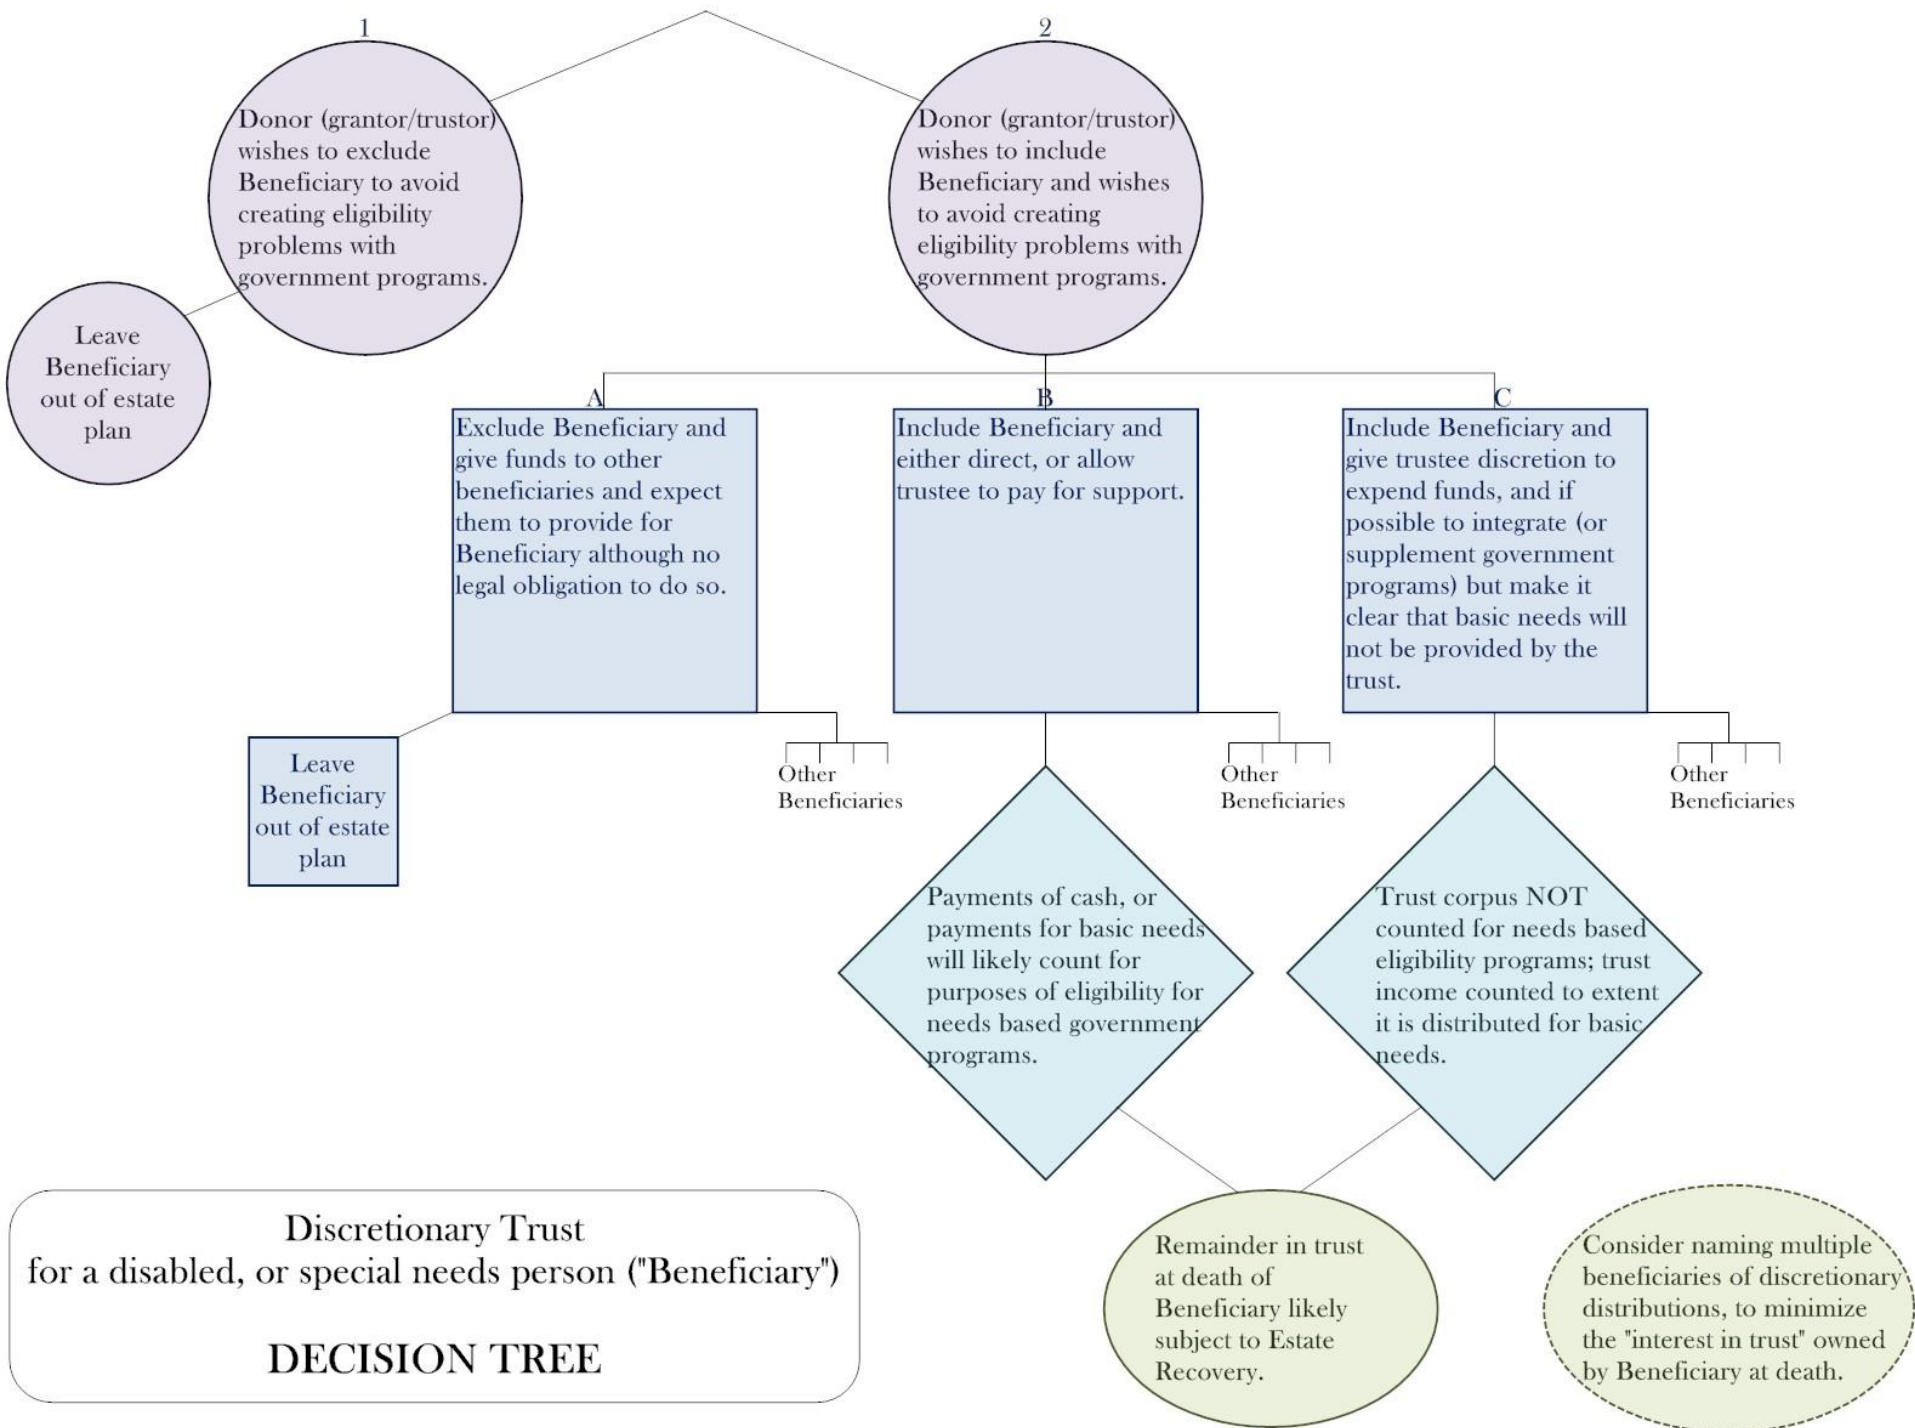 1
Donor (grantor/trustor)
wishes to exclude
Beneficiary to avoid
creating eligibility
problems with
government programs.
2
Donor (grantor/trustor)
wishes to include
Beneficiary and wishes
to avoid creating
eligibility problems with
government programs.
Leave
Beneficiary
out of estate
plan
A
Exclude Beneficiary and
give funds to other
beneficiaries and expect
them to provide for
Beneficiary although no
legal obligation to do so.
B
Include Beneficiary and
either direct, or allow
trustee to pay for support.
C
Include Beneficiary and
give trustee discretion to
expend funds, and if
possible to integrate (or
supplement government
programs) but make it
clear that basic needs will
not be provided by the
trust.
Leave
Beneficiary
out of estate
plan
Other
Beneficiaries
Other
Beneficiaries
Other
Beneficiaries
Payments of cash, or
payments for basic needs
will likely count for
purposes of eligibility for
needs based government
programs.
Trust corpus NOT
counted for needs based
eligibility programs; trust
income counted to extent
it is distributed for basic
needs.
Discretionary Trust
for a disabled, or special needs person ("Beneficiary")
DECISION TREE
Remainder in trust
at death of
Beneficiary likely
subject to Estate
Recovery.
Consider naming multiple
beneficiaries of discretionary
distributions, to minimize
the "interest in trust" owned
by Beneficiary at death.